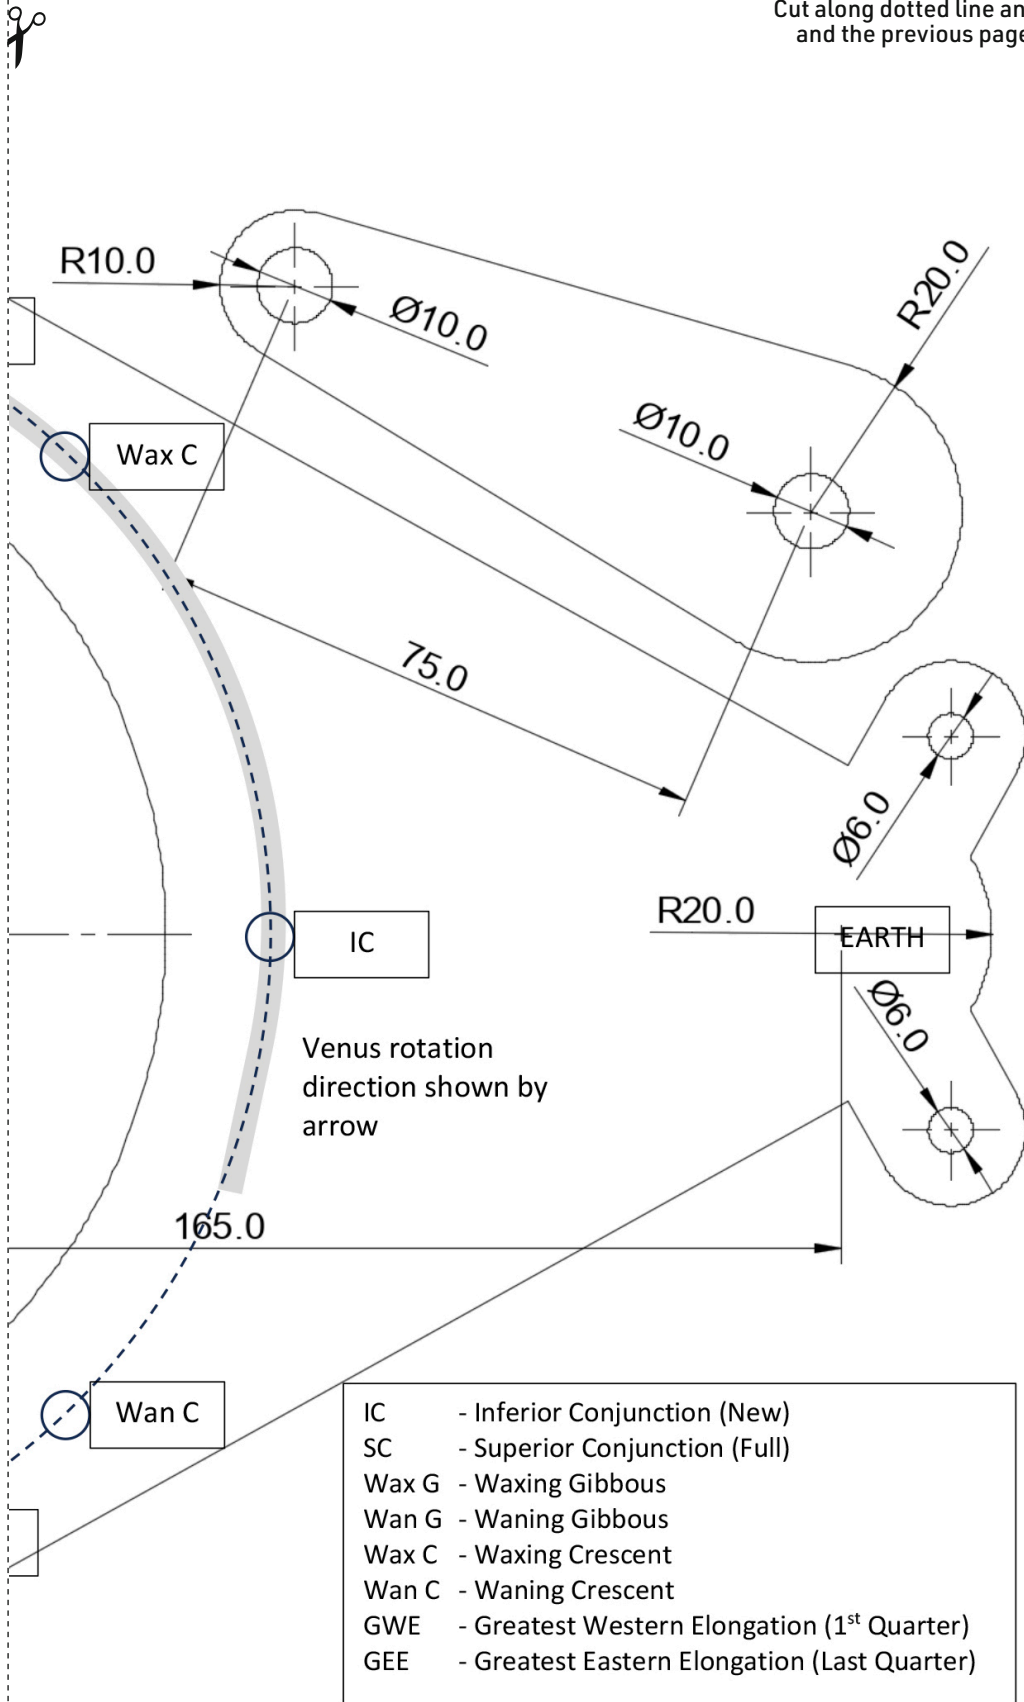 Cut along dotted line an
and the previous page
R10.0
Ø10.0
R20.0
Ø10.0
Wax C
75.0
Ø6.0
R20.0
EARTH
IC
Ø6.0
Venus rotation
direction shown by
arrow
165.0
Wan C
IC - Inferior Conjunction (New)
SC - Superior Conjunction (Full)
Wax G - Waxing Gibbous
Wan G - Waning Gibbous
Wax C - Waxing Crescent
Wan C - Waning Crescent
GWE - Greatest Western Elongation (1st Quarter)
GEE - Greatest Eastern Elongation (Last Quarter)